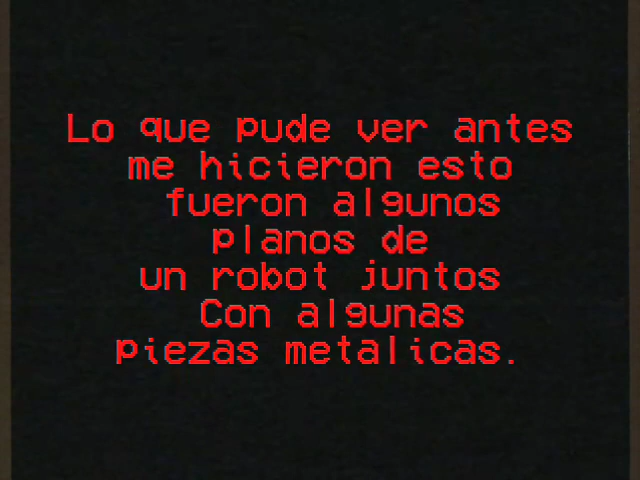 Lo que pude ver antes
me hicieron esto
fueron algunos
planos de
un robot juntos
Con algunas
piezas metalicas.